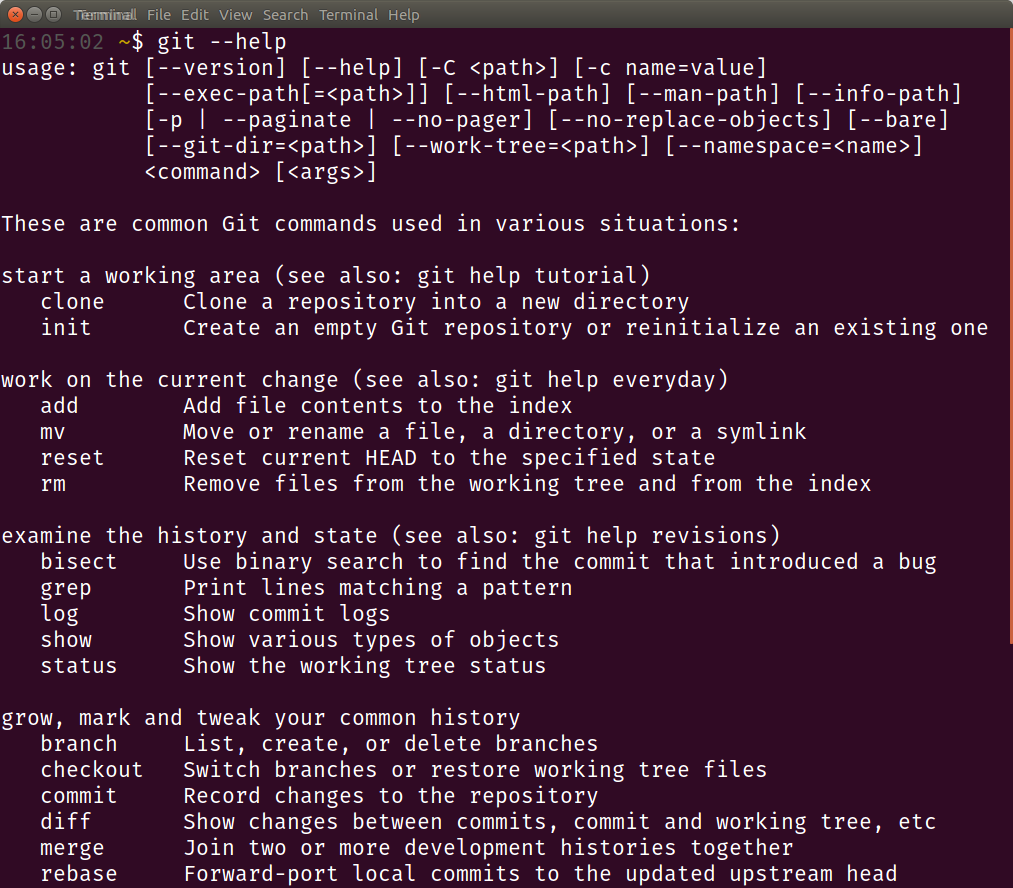 Terminal File Edit View Search Terminal Help
16:05:02 ~$ git --help
usage: git [--version] [--help] [-C <path>] [-c name=value]
           [--exec-path[=<path>]] [--html-path] [--man-path] [--info-path]
           [-p | --paginate | --no-pager] [--no-replace-objects] [--bare]
           [--git-dir=<path>] [--work-tree=<path>] [--namespace=<name>]
           <command> [<args>]

These are common Git commands used in various situations:

start a working area (see also: git help tutorial)
   clone      Clone a repository into a new directory
   init       Create an empty Git repository or reinitialize an existing one

work on the current change (see also: git help everyday)
   add        Add file contents to the index
   mv         Move or rename a file, a directory, or a symlink
   reset      Reset current HEAD to the specified state
   rm         Remove files from the working tree and from the index

examine the history and state (see also: git help revisions)
   bisect     Use binary search to find the commit that introduced a bug
   grep       Print lines matching a pattern
   log        Show commit logs
   show       Show various types of objects
   status     Show the working tree status

grow, mark and tweak your common history
   branch     List, create, or delete branches
   checkout   Switch branches or restore working tree files
   commit     Record changes to the repository
   diff       Show changes between commits, commit and working tree, etc
   merge      Join two or more development histories together
   rebase     Forward-port local commits to the updated upstream head